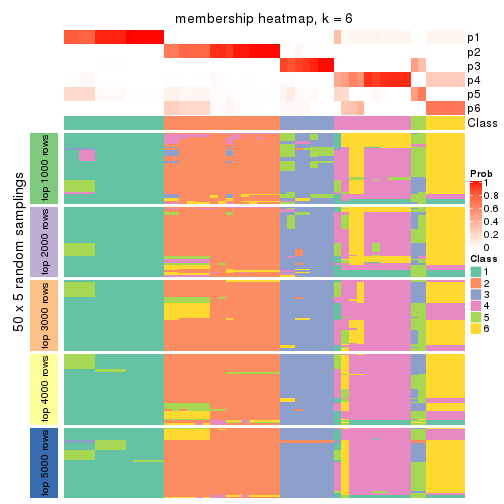 membership heatmap, k = 6
p1
p2
p3
p4
p5
p6
Class
50 x 5 random samplings
top 1000 rows
top 2000 rows
top 3000 rows
top 4000 rows
top 5000 rows
Prob
1
0.8
0.6
0.4
0.2
0
Class
1
2
3
4
5
6